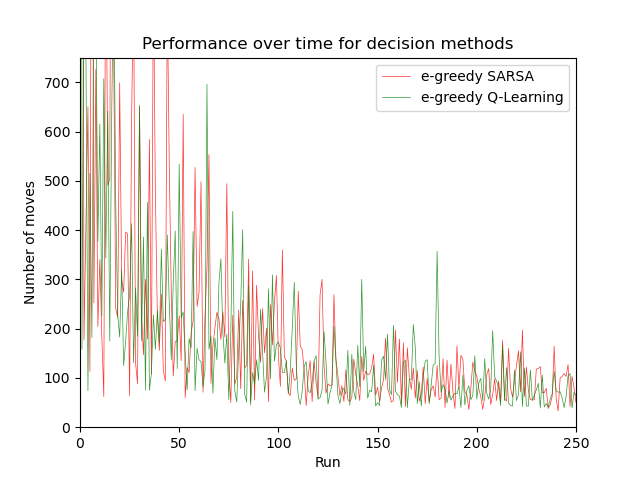 Performance over time for decision methods
e-greedy SARSA
e-greedy Q-Learning
Number of moves
700
600
500
400
300
200
100
0
0 50 100 150 200 250
Run